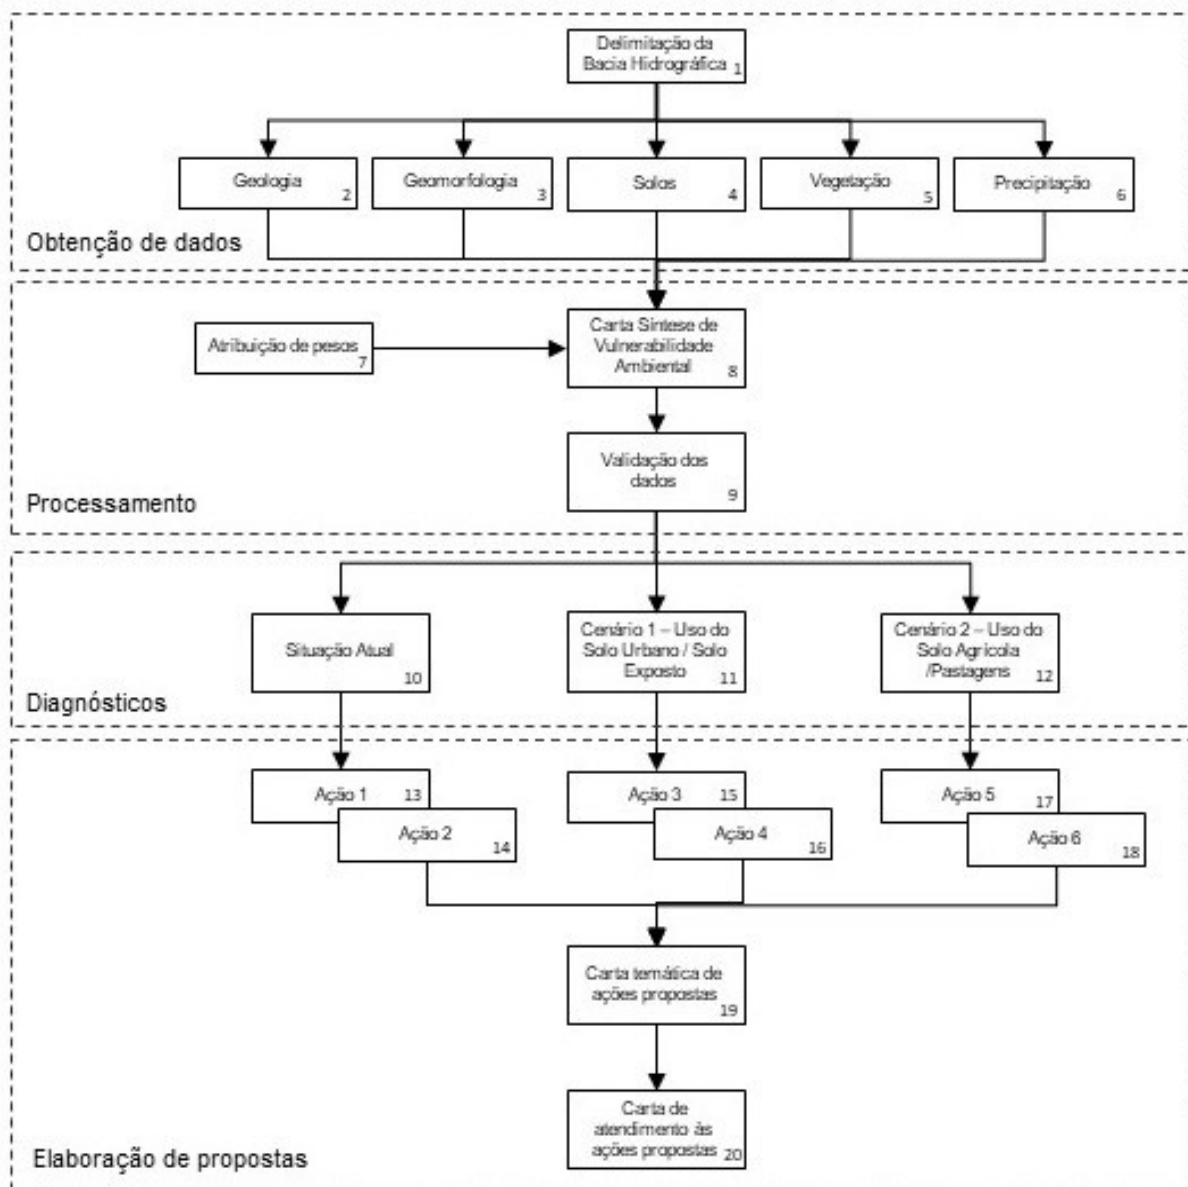 Delimitação da
Bacia Hidrográfica 1
Geologia 2
Geomorfologia 3
Solos 4
Vegetação 5
Precipitação 6
Obtenção de dados
Atribuição de pesos 7
Carta Síntese de
Vulnerabilidade
Ambiental 8
Validação dos
dados 9
Processamento
Situação Atual 10
Cenário 1 – Uso do
Solo Urbano / Solo
Exposto 11
Cenário 2 – Uso do
Solo Agrícola
/Pastagens 12
Diagnósticos
Ação 1 13
Ação 2 14
Ação 3 15
Ação 4 16
Ação 5 17
Ação 6 18
Carta temática de
ações propostas 19
Carta de
atendimento às
ações propostas 20
Elaboração de propostas